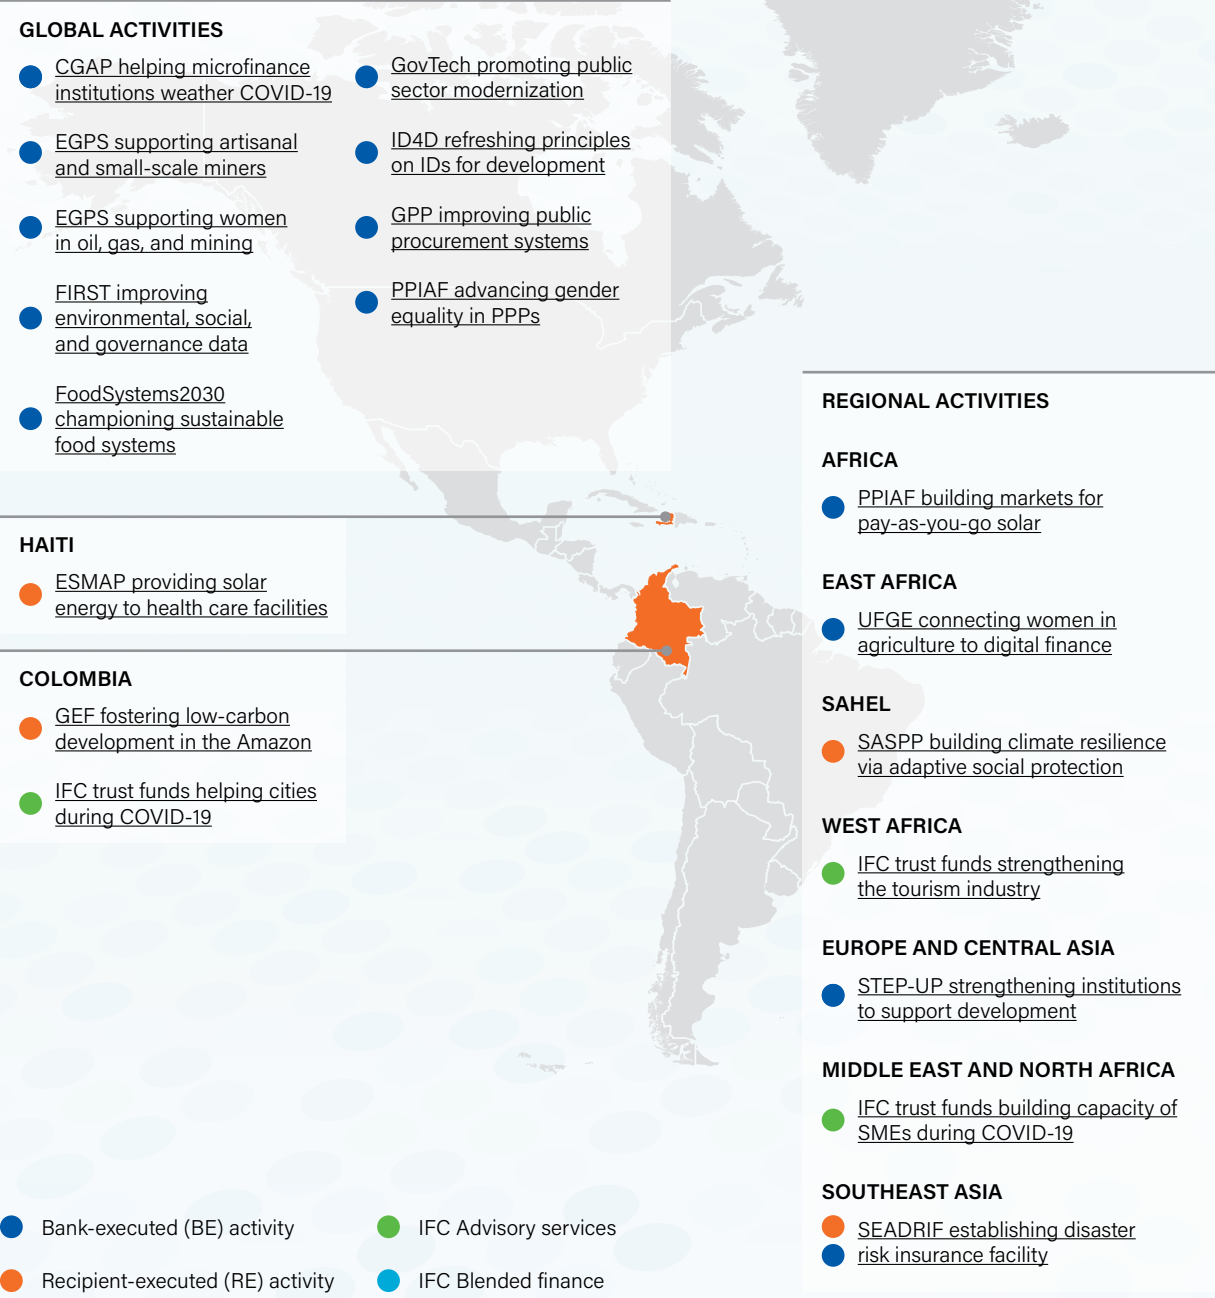 GLOBAL ACTIVITIES
CGAP helping microfinance
institutions weather COVID-19
EGPS supporting artisanal
and small-scale miners
EGPS supporting women
in oil, gas, and mining
FIRST improving
environmental, social,
and governance data
FoodSystems2030
championing sustainable
food systems
GovTech promoting public
sector modernization
ID4D refreshing principles
on IDs for development
GPP improving public
procurement systems
PPIAF advancing gender
equality in PPPs
HAITI
ESMAP providing solar
energy to health care facilities
COLOMBIA
GEF fostering low-carbon
development in the Amazon
IFC trust funds helping cities
during COVID-19
REGIONAL ACTIVITIES
AFRICA
PPIAF building markets for
pay-as-you-go solar
EAST AFRICA
UFGE connecting women in
agriculture to digital finance
SAHEL
SASPP building climate resilience
via adaptive social protection
WEST AFRICA
IFC trust funds strengthening
the tourism industry
EUROPE AND CENTRAL ASIA
STEP-UP strengthening institutions
to support development
MIDDLE EAST AND NORTH AFRICA
IFC trust funds building capacity of
SMEs during COVID-19
SOUTHEAST ASIA
SEADRIF establishing disaster
risk insurance facility
Bank-executed (BE) activity
Recipient-executed (RE) activity
IFC Advisory services
IFC Blended finance